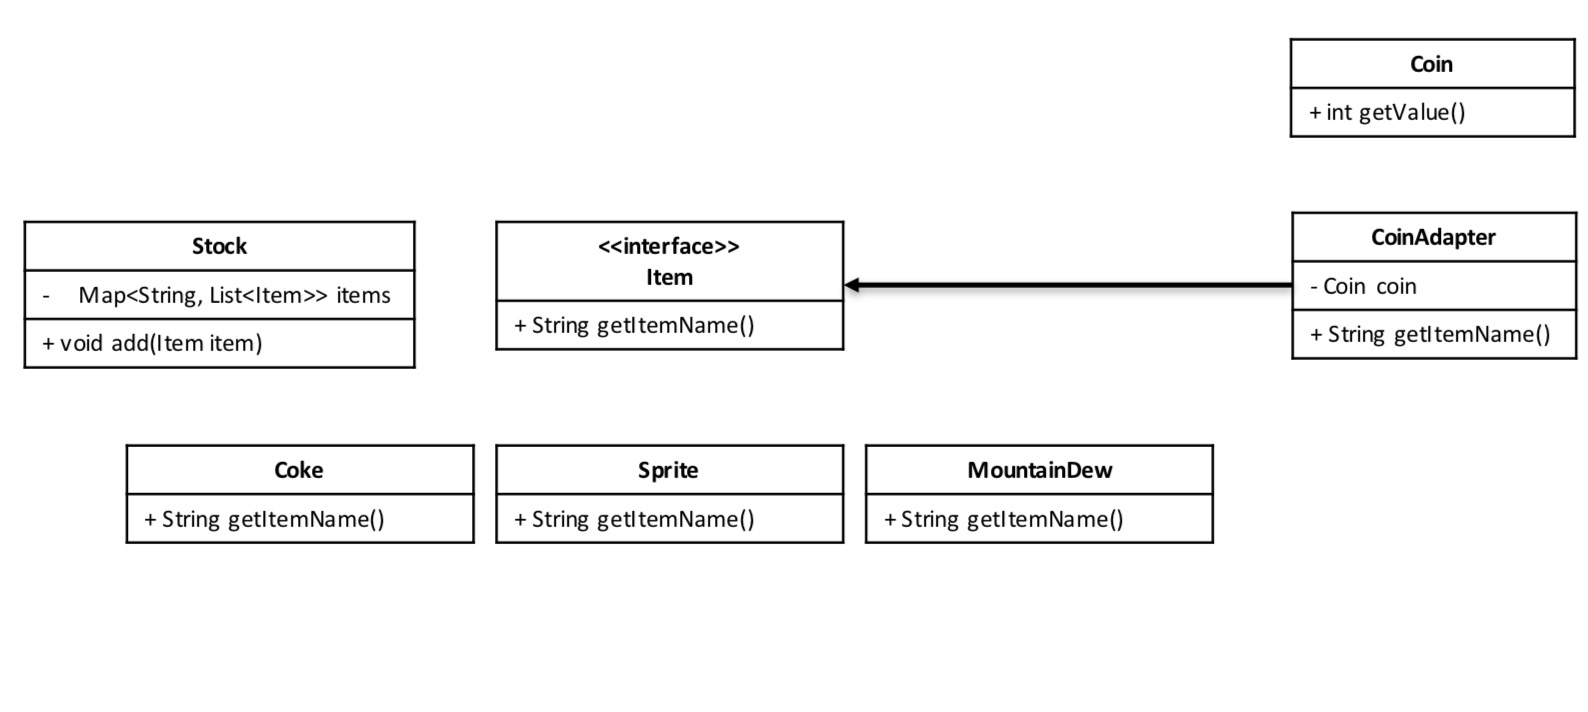 Coin
+ int getValue()
Stock
- Map<String, List<Item>> items
+ void add(Item item)
<<interface>>
Item
+ String getItemName()
CoinAdapter
- Coin coin
+ String getItemName()
Coke
+ String getItemName()
Sprite
+ String getItemName()
MountainDew
+ String getItemName()